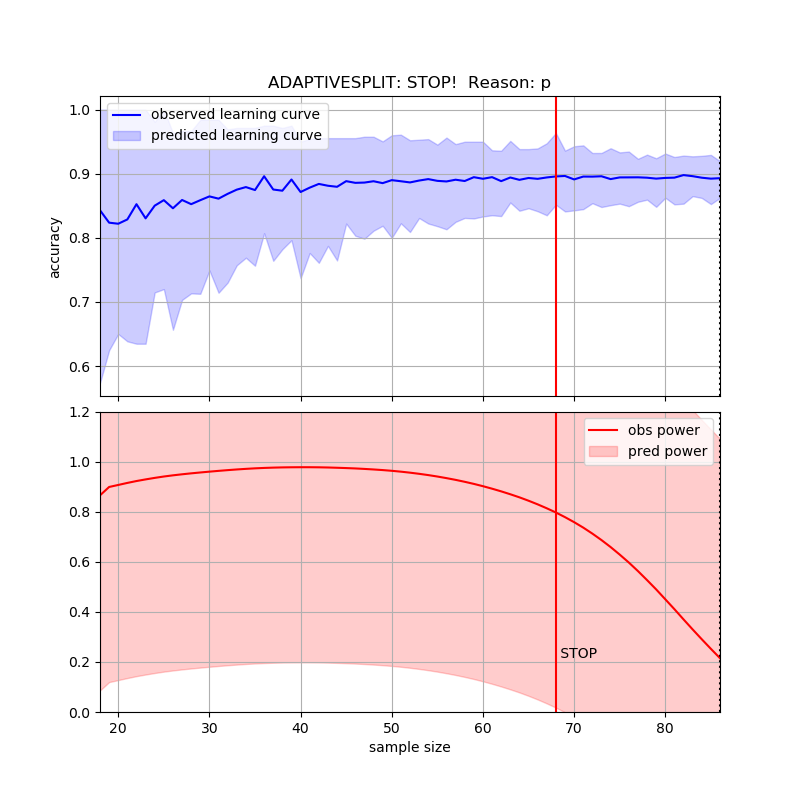 ADAPTIVESPLIT: STOP!  Reason: p
observed learning curve
predicted learning curve
1.0
0.9
0.8
0.7
0.6
accuracy
obs power
pred power
1.2
1.0
0.8
0.6
0.4
0.2
0.0
STOP
20 30 40 50 60 70 80
sample size